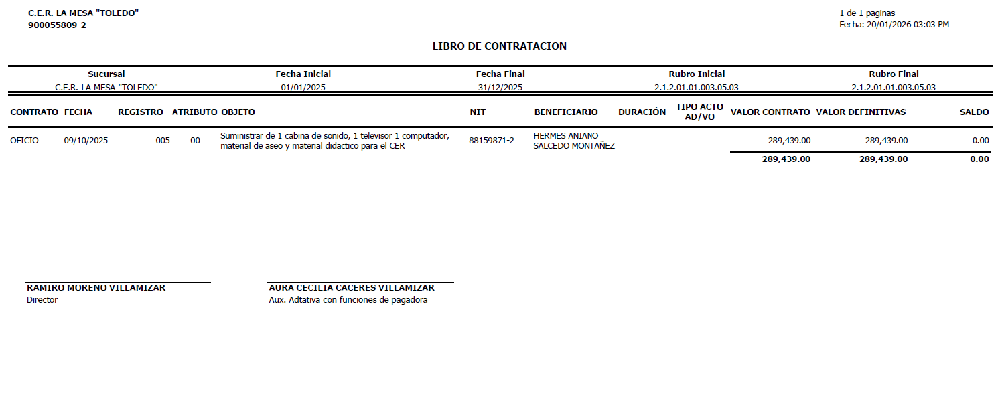 C.E.R. LA MESA "TOLEDO"
900055809-2
1 de 1 paginas
Fecha: 20/01/2026 03:03 PM
LIBRO DE CONTRATACION
Sucursal Fecha Inicial Fecha Final Rubro Inicial Rubro Final
C.E.R. LA MESA "TOLEDO" 01/01/2025 31/12/2025 2.1.2.01.01.003.05.03 2.1.2.01.01.003.05.03
CONTRATO FECHA REGISTRO ATRIBUTO OBJETO NIT BENEFICIARIO DURACIÓN TIPO ACTO AD/VO VALOR CONTRATO VALOR DEFINITIVAS SALDO
OFICIO 09/10/2025 005 00 Suministrar de 1 cabina de sonido, 1 televisor 1 computador, material de aseo y material didactico para el CER 88159871-2 HERMES ANIANO SALCEDO MONTAÑEZ 289,439.00 289,439.00 0.00
289,439.00 289,439.00 0.00
RAMIRO MORENO VILLAMIZAR
Director
AURA CECILIA CACERES VILLAMIZAR
Aux. Adtativa con funciones de pagadora